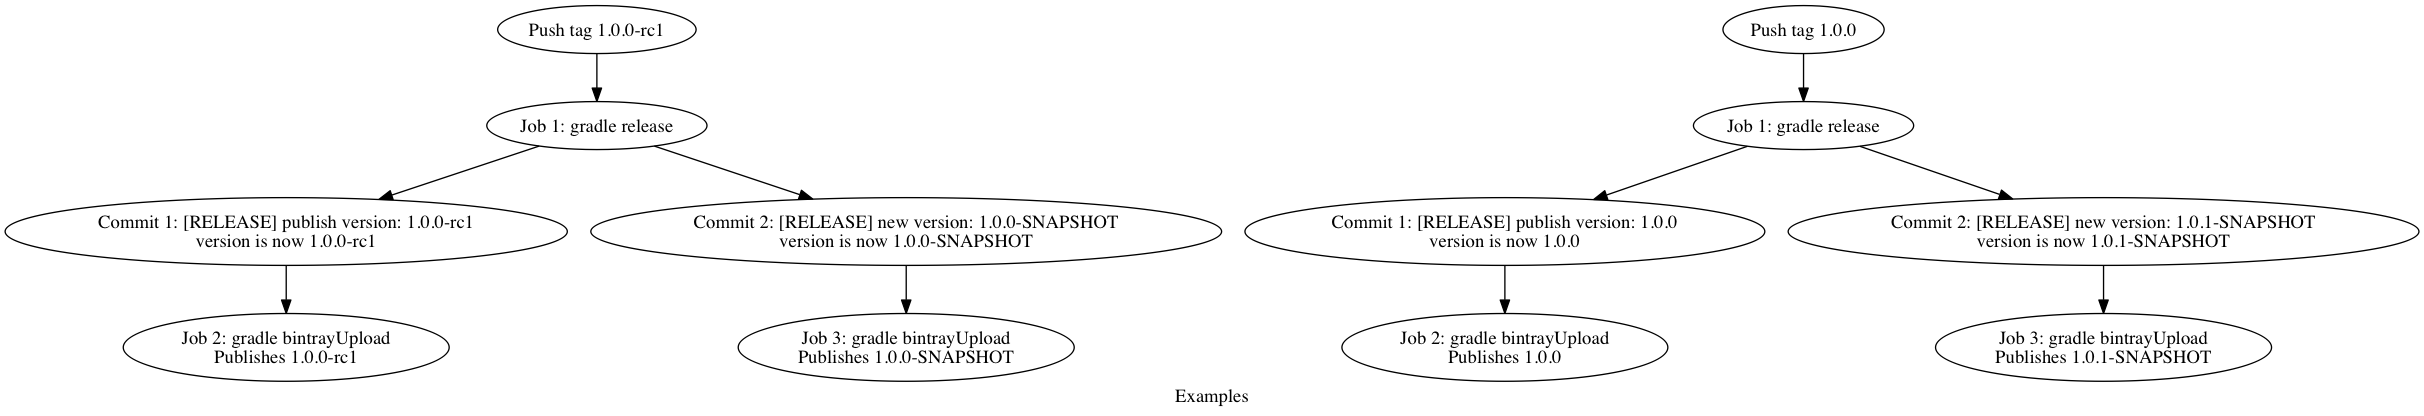 Push tag 1.0.0-rc1
Job 1: gradle release
Commit 1: [RELEASE] publish version: 1.0.0-rc1
version is now 1.0.0-rc1
Commit 2: [RELEASE] new version: 1.0.0-SNAPSHOT
version is now 1.0.0-SNAPSHOT
Job 2: gradle bintrayUpload
Publishes 1.0.0-rc1
Job 3: gradle bintrayUpload
Publishes 1.0.0-SNAPSHOT
Push tag 1.0.0
Job 1: gradle release
Commit 1: [RELEASE] publish version: 1.0.0
version is now 1.0.0
Commit 2: [RELEASE] new version: 1.0.1-SNAPSHOT
version is now 1.0.1-SNAPSHOT
Job 2: gradle bintrayUpload
Publishes 1.0.0
Job 3: gradle bintrayUpload
Publishes 1.0.1-SNAPSHOT
Examples